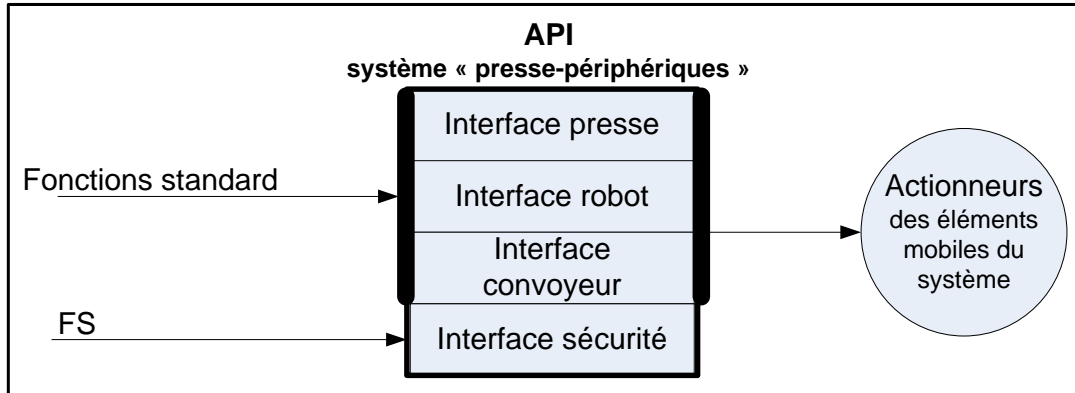 API
système « presse-périphériques »
Interface presse
Fonctions standard
Interface robot
Interface
convoyeur
FS
Interface sécurité
Actionneurs
des éléments
mobiles du
système